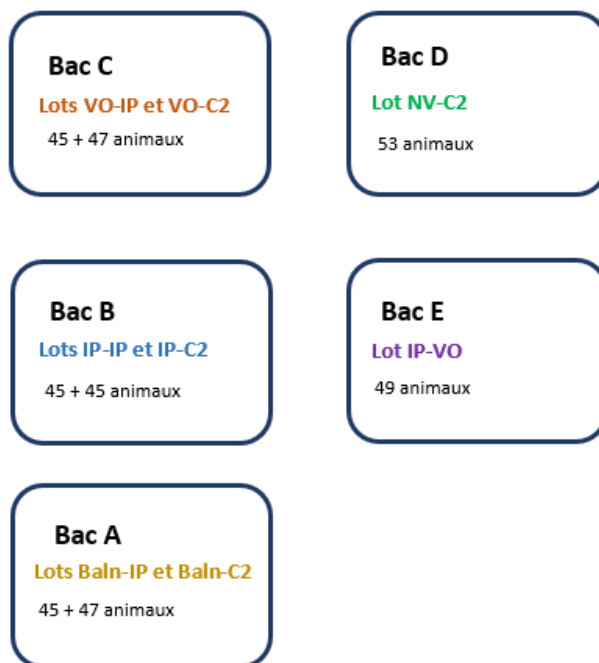 Bac C
Lots VO-IP et VO-C2
45 + 47 animaux
Bac D
Lot NV-C2
53 animaux
Bac B
Lots IP-IP et IP-C2
45 + 45 animaux
Bac E
Lot IP-VO
49 animaux
Bac A
Lots Baln-IP et Baln-C2
45 + 47 animaux